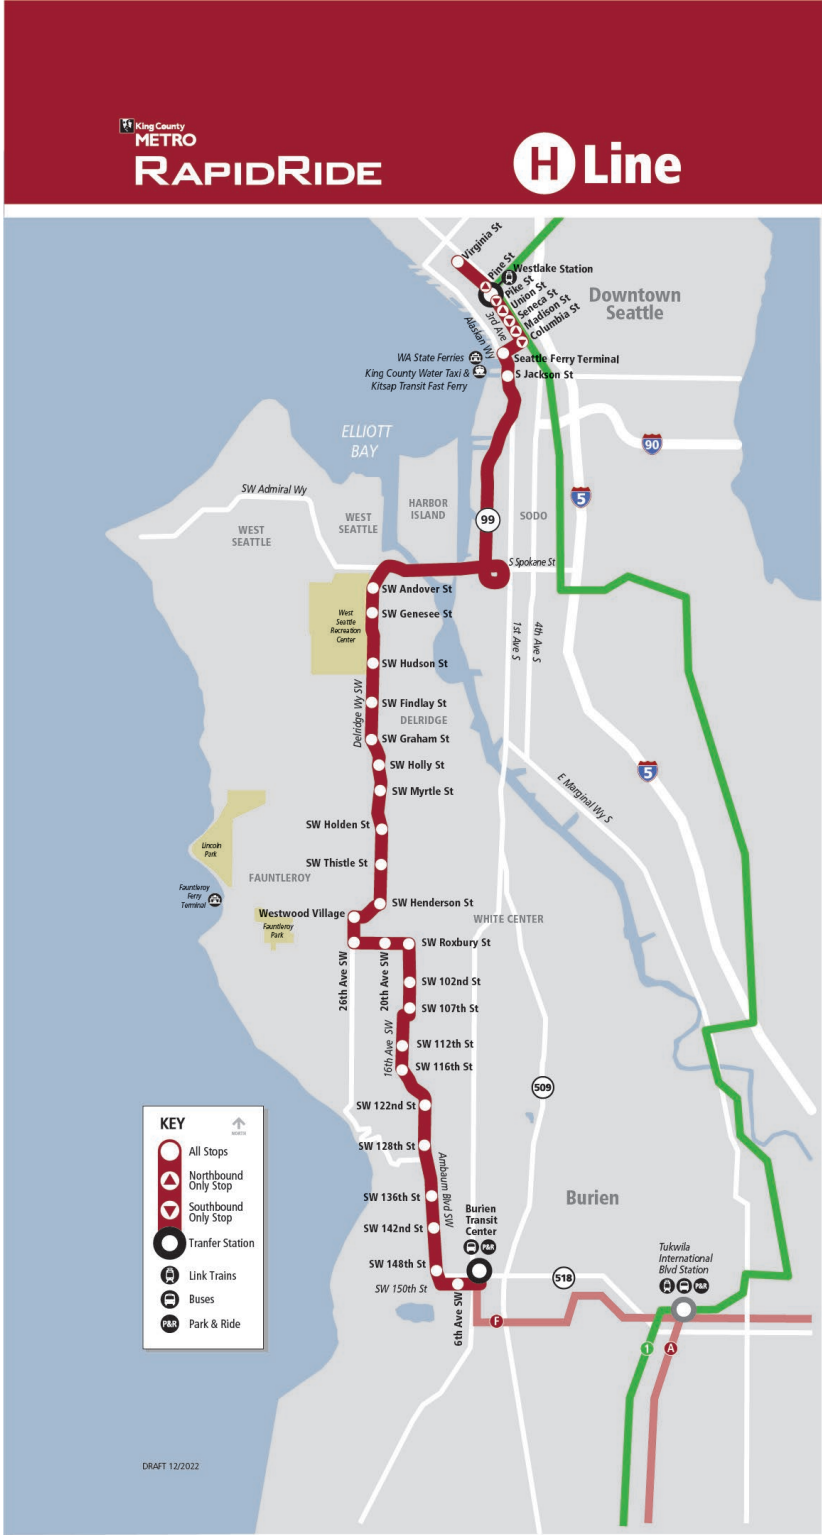 King County
METRO
RAPIDRIDE
H Line
Virginia St
Pine St
Westlake Station
Pike St
Union St
Seneca St
Madison St
Columbia St
3rd Ave
Alaskan Wy
Downtown
Seattle
WA State Ferries
Seattle Ferry Terminal
King County Water Taxi &
Kitsap Transit Fast Ferry
S Jackson St
ELLIOTT
BAY
90
5
SW Admiral Wy
WEST
SEATTLE
WEST
SEATTLE
HARBOR
ISLAND
99
SODO
S Spokane St
SW Andover St
West
Seattle
Recreation
Center
SW Genesee St
1st Ave S
4th Ave S
SW Hudson St
Delridge Wy SW
SW Findlay St
DELRIDGE
SW Graham St
SW Holly St
5
SW Myrtle St
E Marginal Wy S
SW Holden St
Lincoln
Park
SW Thistle St
FAUNTLEROY
Fauntleroy
Ferry
Terminal
SW Henderson St
Westwood Village
WHITE CENTER
Fauntleroy
Park
SW Roxbury St
26th Ave SW
20th Ave SW
SW 102nd St
SW 107th St
16th Ave SW
SW 112th St
SW 116th St
509
SW 122nd St
SW 128th St
Ambaum Blvd SW
SW 136th St
SW 142nd St
Burien
Burien
Transit
Center
P&R
SW 148th St
SW 150th St
6th Ave SW
518
Tukwila
International
Blvd Station
P&R
F
1
A
KEY
NORTH
All Stops
Northbound
Only Stop
Southbound
Only Stop
Tranfer Station
Link Trains
Buses
P&R Park & Ride
DRAFT 12/2022